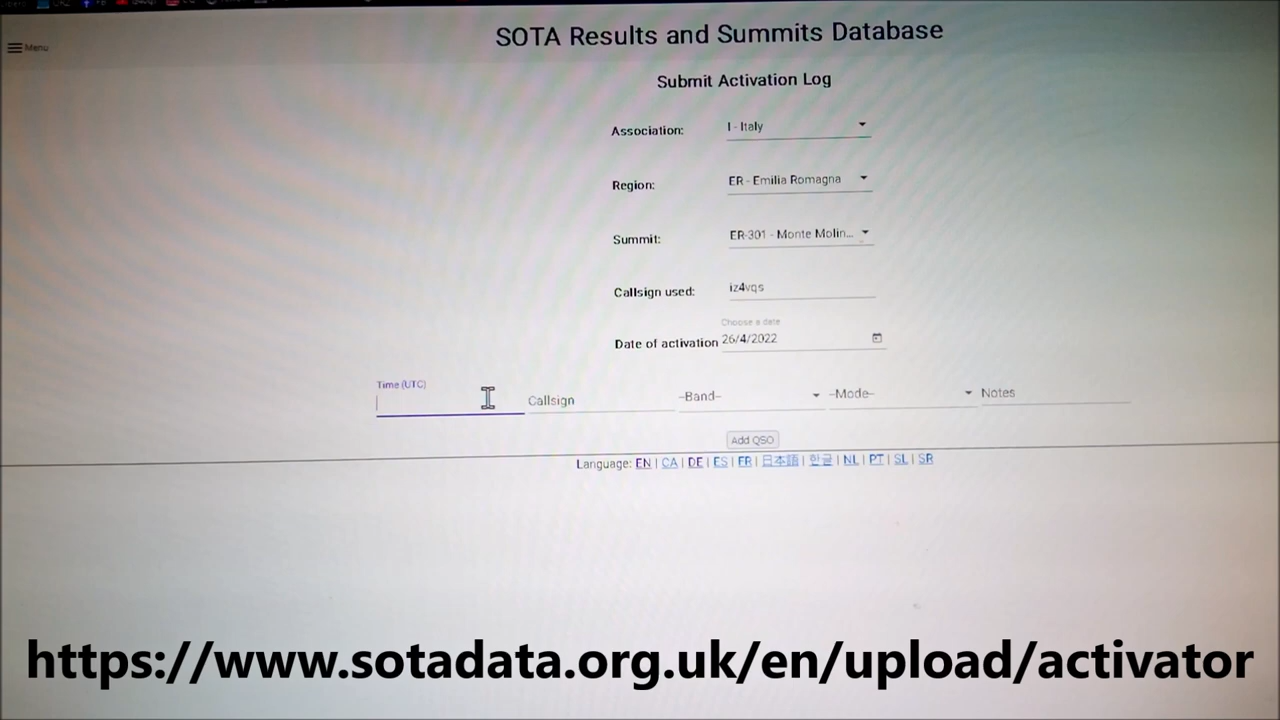 Menu
SOTA Results and Summits Database
Submit Activation Log
Association: I - Italy
Region: ER - Emilia Romagna
Summit: ER-301 - Monte Molin...
Callsign used: iz4vqs
Choose a date
Date of activation 26/4/2022
Time (UTC)
Callsign --Band-- --Mode-- Notes
Add QSO
Language: EN | CA | DE | ES | FR | 日本語 | 한글 | NL | PT | SL | SR
https://www.sotadata.org.uk/en/upload/activator